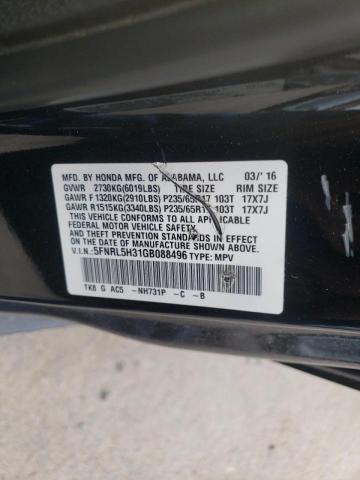 MFD. BY HONDA MFG. OF ALABAMA, LLC 03/'16
GVWR 2730KG(6019LBS) TIRE SIZE RIM SIZE
GAWR F 1320KG(2910LBS) P235/65R17 103T 17X7J
GAWR R1515KG(3340LBS) P235/65R17 103T 17X7J
THIS VEHICLE CONFORMS TO ALL APPLICABLE
FEDERAL MOTOR VEHICLE SAFETY, BUMPER,
AND THEFT PREVENTION STANDARDS IN EFFECT
ON THE DATE OF MANUFACTURE SHOWN ABOVE.
V.I.N.:5FNRL5H31GB088496 TYPE: MPV
TK8 G AC5 -NH731P -C -B